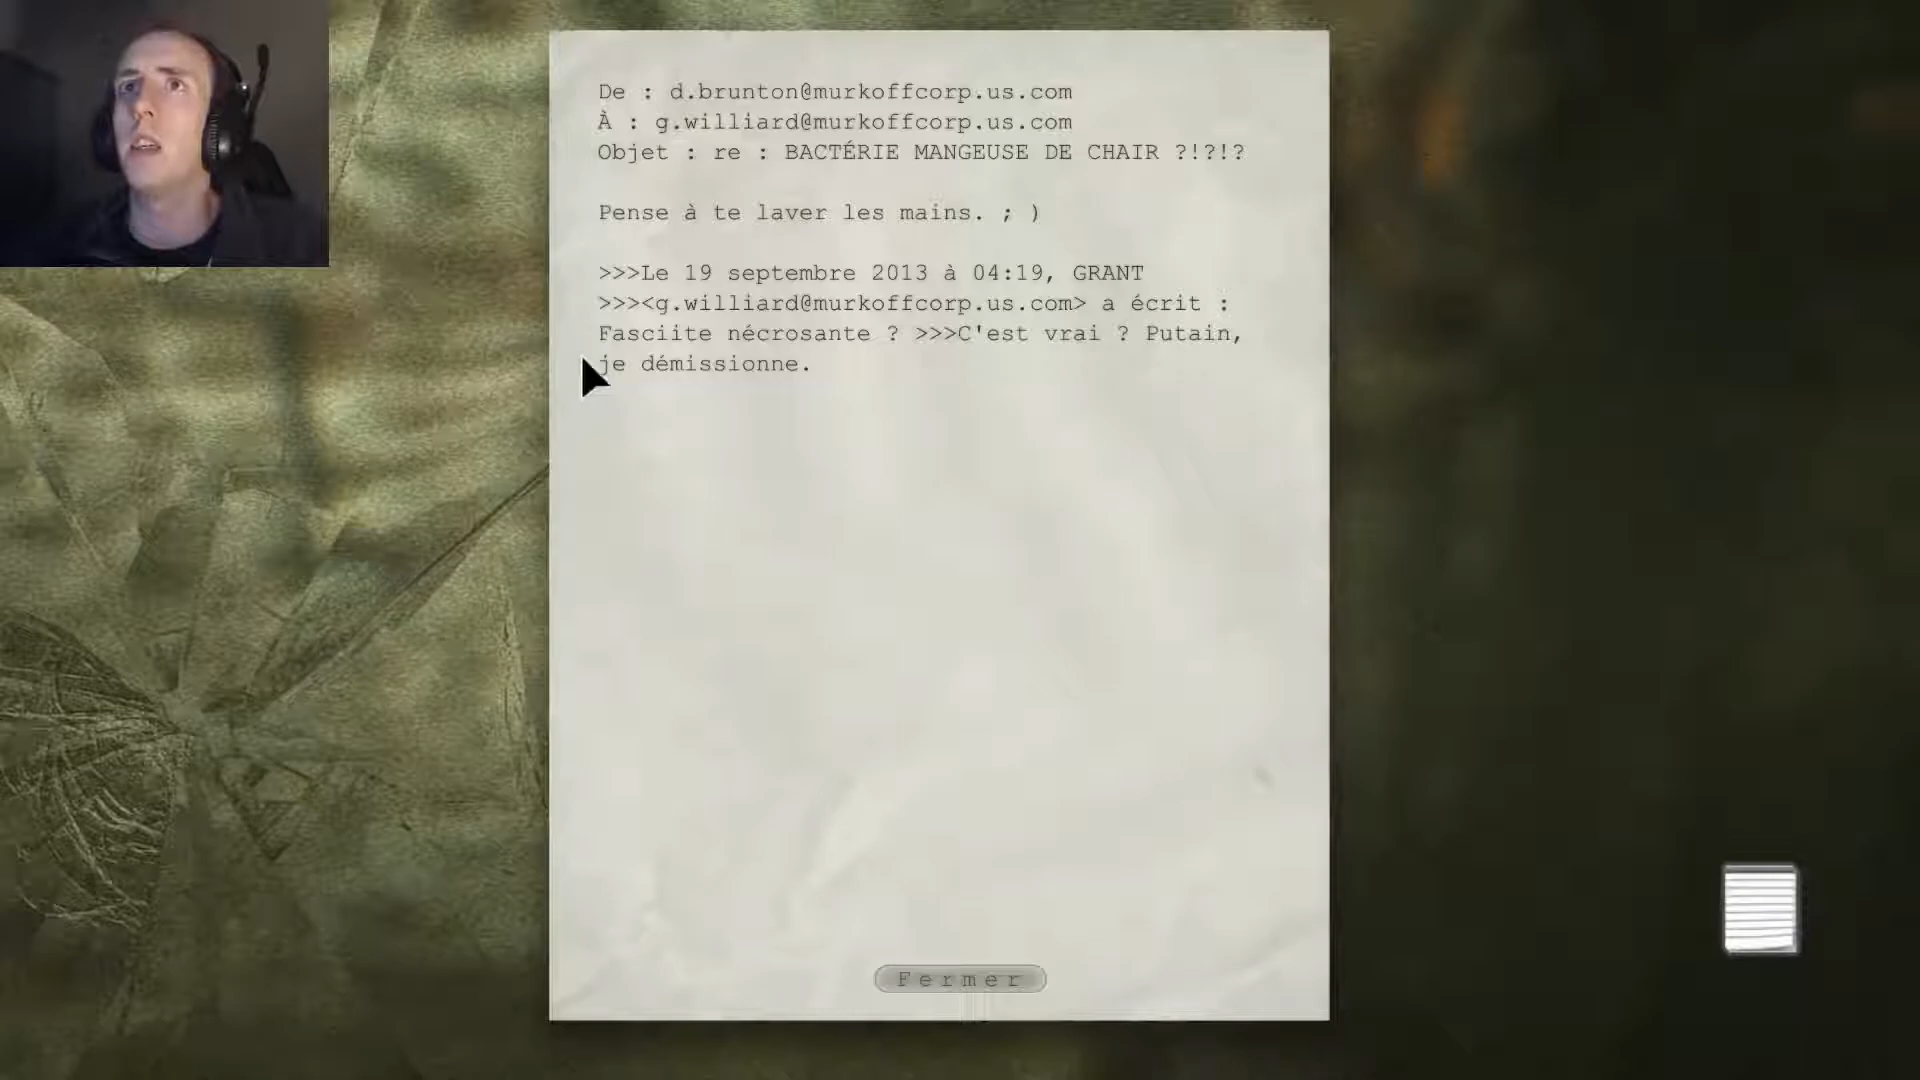 De : d.brunton@murkoffcorp.us.com
À : g.williard@murkoffcorp.us.com
Objet : re : BACTÉRIE MANGEUSE DE CHAIR ?!?!?
Pense à te laver les mains. ; )
>>>Le 19 septembre 2013 à 04:19, GRANT
>>><g.williard@murkoffcorp.us.com> a écrit :
Fasciite nécrosante ? >>>C'est vrai ? Putain,
je démissionne.
Fermer